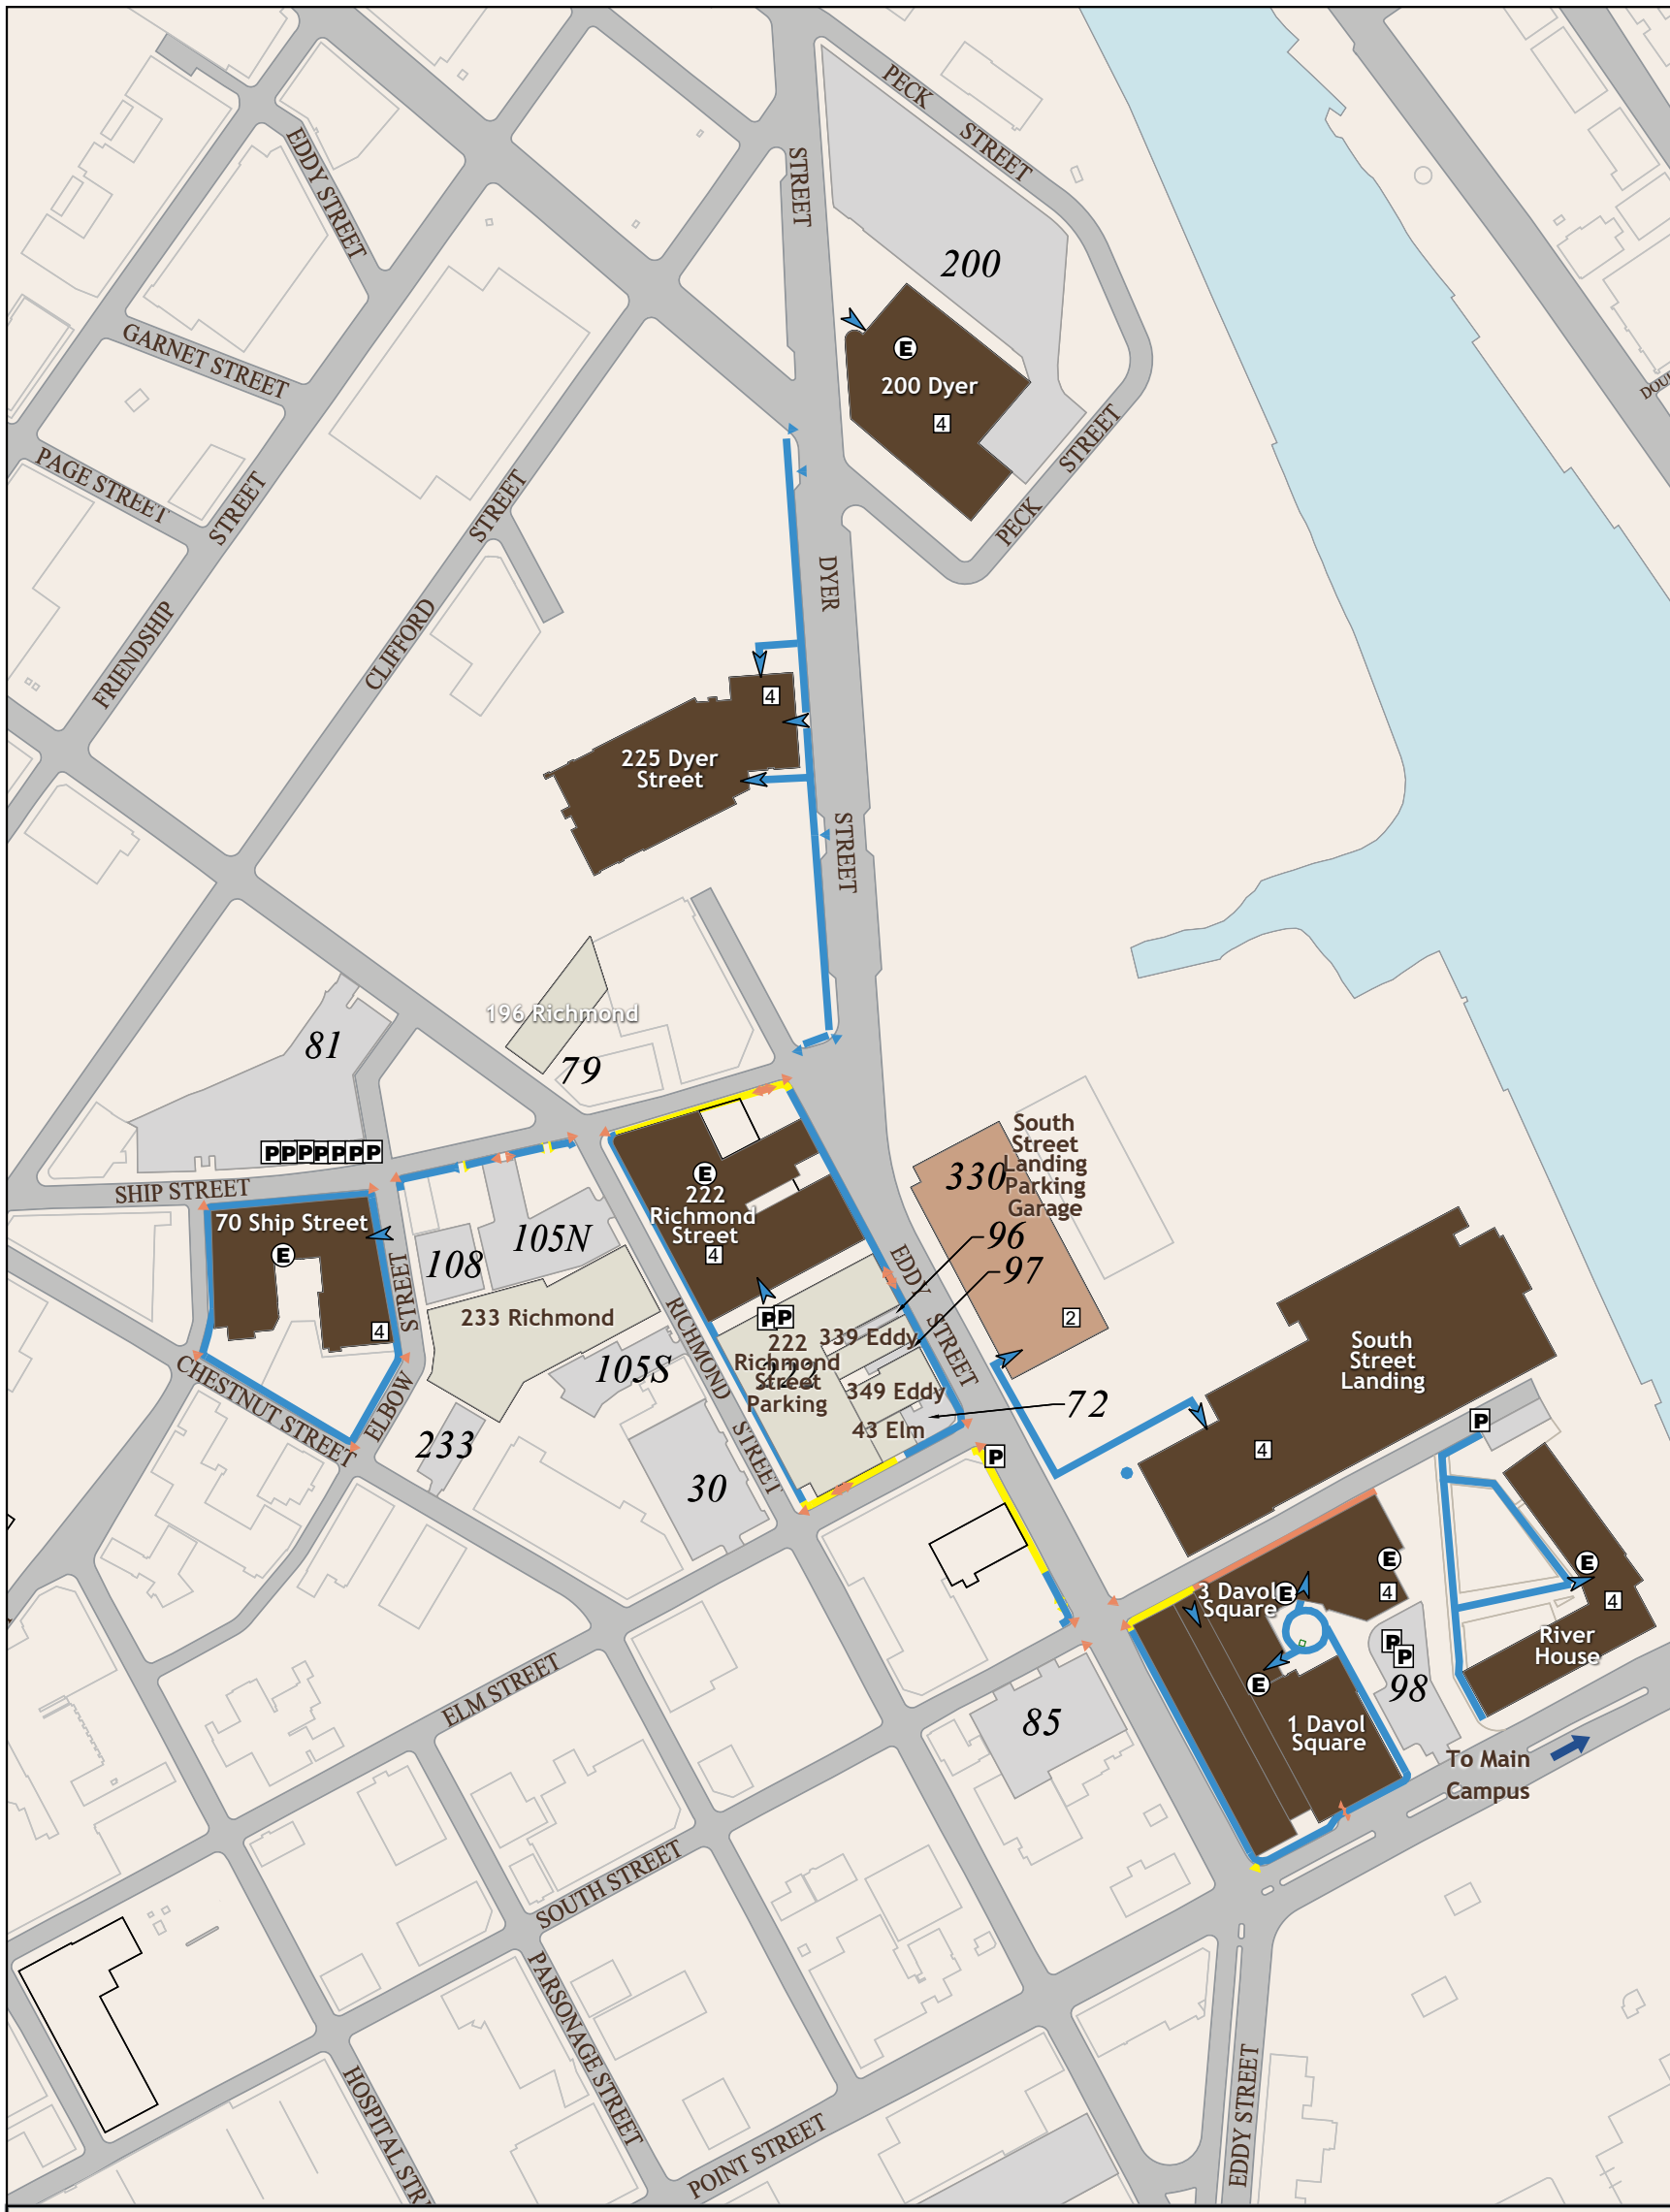 PECK
STREET
STREET
EDDY STREET
200
E
200 Dyer
4
GARNET STREET
PAGE STREET
STREET
STREET
STREET
PECK
DYER
FRIENDSHIP
CLIFFORD
4
225 Dyer
Street
STREET
196 Richmond
81
79
P P P P P P P
SHIP STREET
70 Ship Street
E
4
STREET
ELBOW
CHESTNUT STREET
108
105N
233 Richmond
105S
233
30
RICHMOND
STREET
E
222
Richmond
Street
4
P P
222
Richmond
Street
Parking
222
339 Eddy
349 Eddy
43 Elm
EDDY
STREET
South
Street
Landing
Parking
Garage
330
96
97
2
72
P
South
Street
Landing
4
P
E
4
River
House
E
4
3 Davol
Square
E
E
1 Davol
Square
P
P
98
85
To Main
Campus
ELM STREET
SOUTH STREET
PARSONAGE STREET
HOSPITAL STR
POINT STREET
EDDY STREET